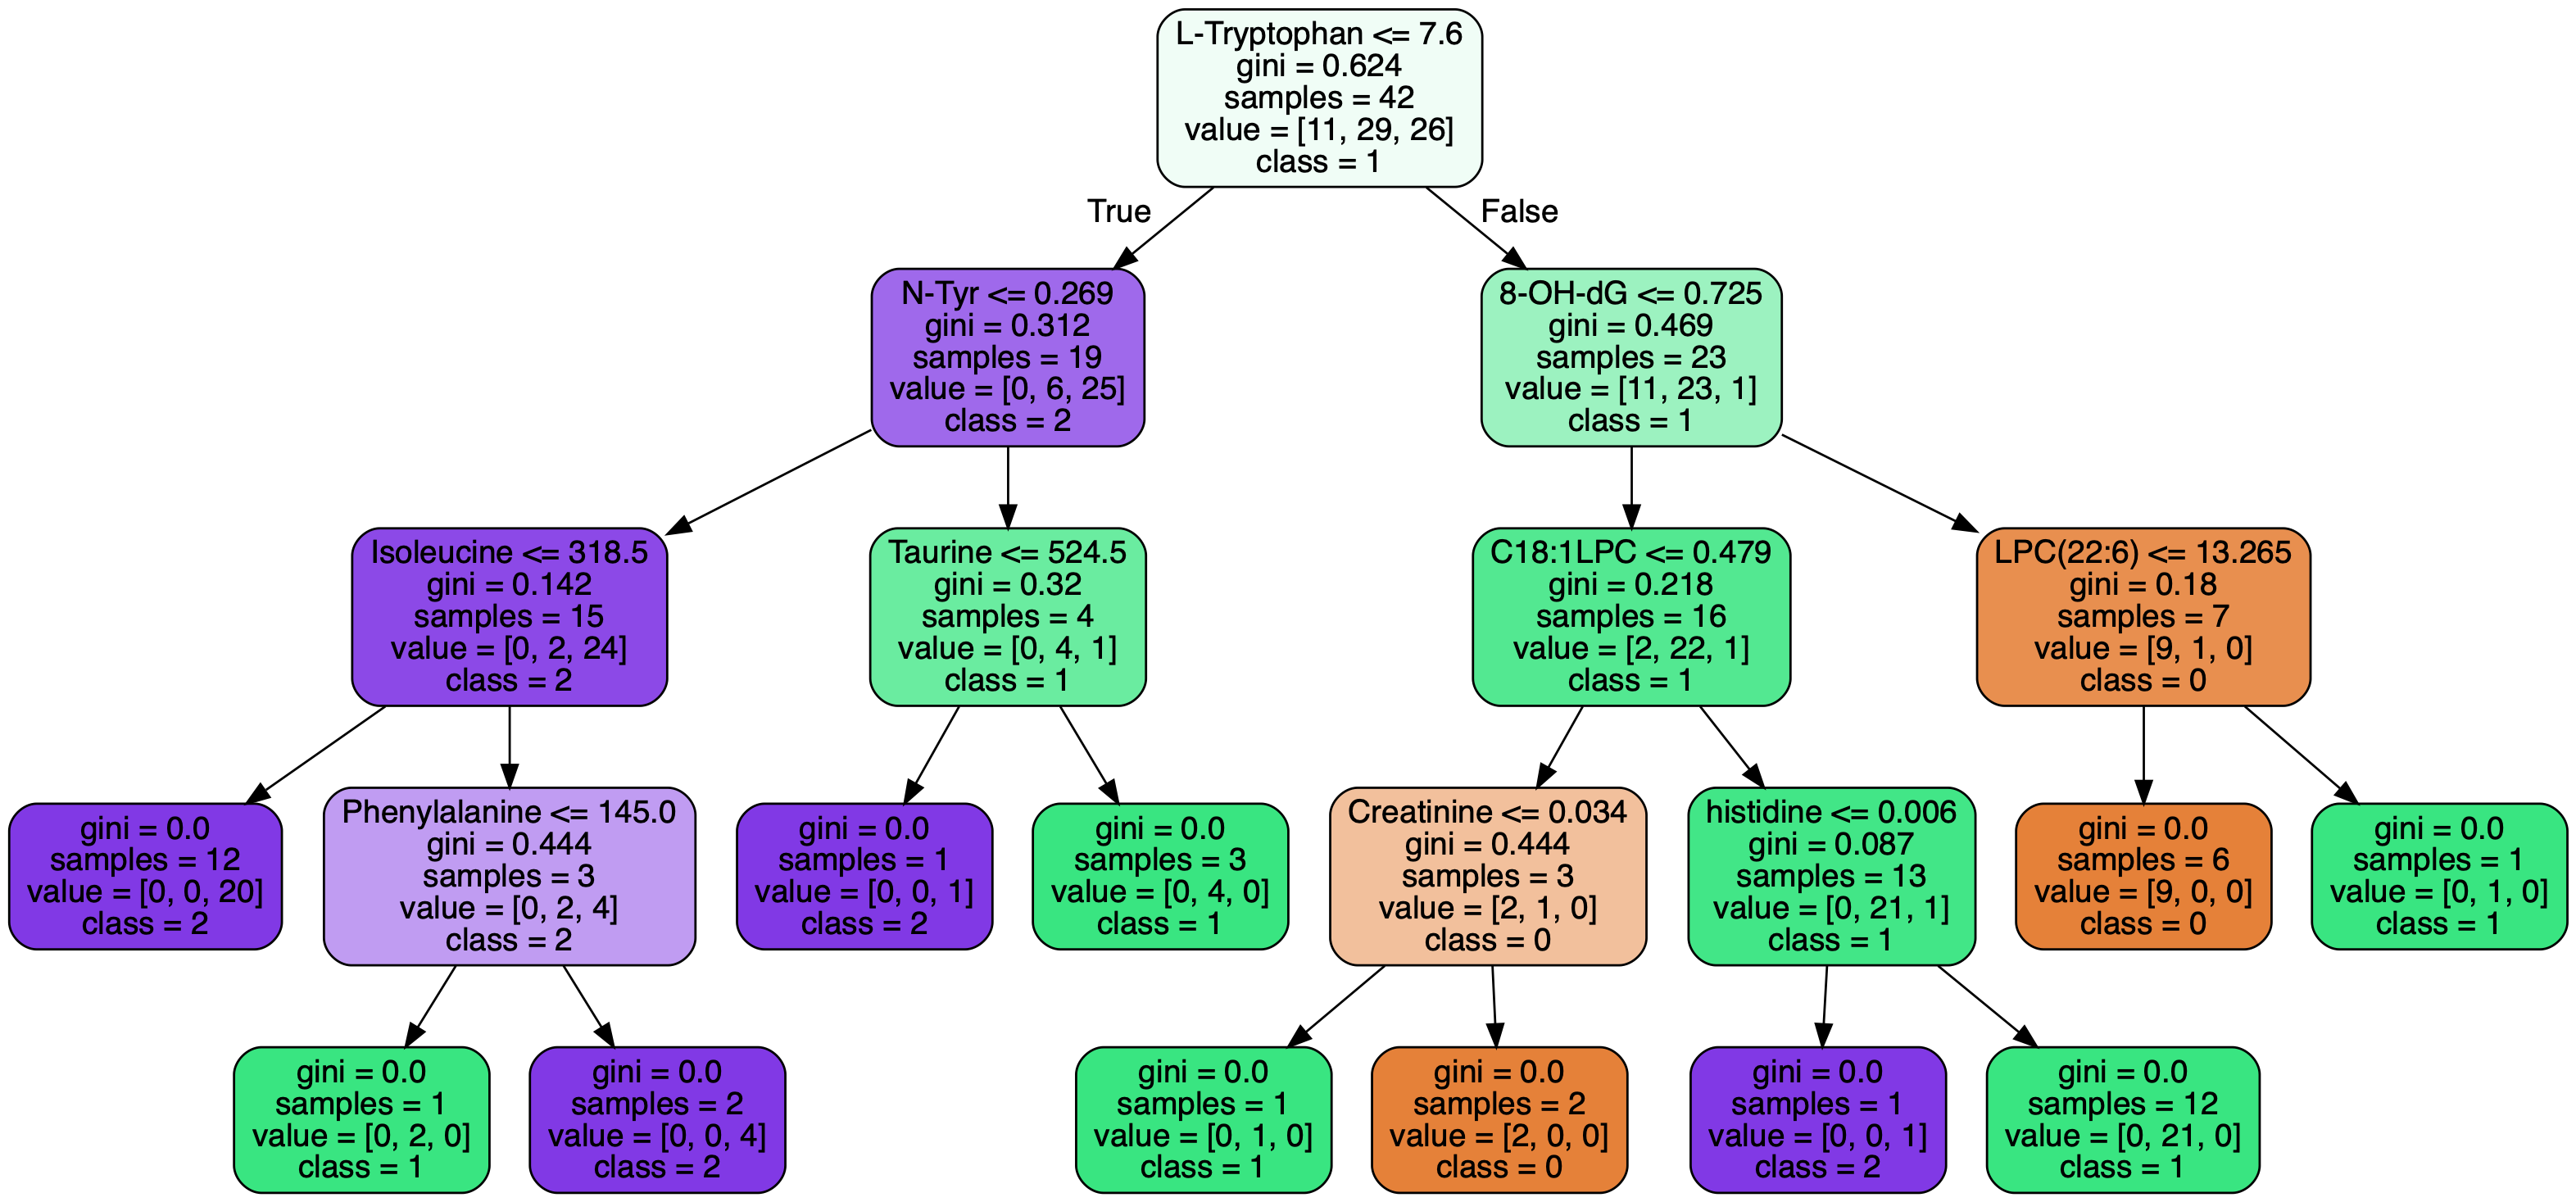 L-Tryptophan <= 7.6
gini = 0.624
samples = 42
value = [11, 29, 26]
class = 1
True
False
N-Tyr <= 0.269
gini = 0.312
samples = 19
value = [0, 6, 25]
class = 2
8-OH-dG <= 0.725
gini = 0.469
samples = 23
value = [11, 23, 1]
class = 1
Isoleucine <= 318.5
gini = 0.142
samples = 15
value = [0, 2, 24]
class = 2
Taurine <= 524.5
gini = 0.32
samples = 4
value = [0, 4, 1]
class = 1
C18:1LPC <= 0.479
gini = 0.218
samples = 16
value = [2, 22, 1]
class = 1
LPC(22:6) <= 13.265
gini = 0.18
samples = 7
value = [9, 1, 0]
class = 0
gini = 0.0
samples = 12
value = [0, 0, 20]
class = 2
Phenylalanine <= 145.0
gini = 0.444
samples = 3
value = [0, 2, 4]
class = 2
gini = 0.0
samples = 1
value = [0, 0, 1]
class = 2
gini = 0.0
samples = 3
value = [0, 4, 0]
class = 1
Creatinine <= 0.034
gini = 0.444
samples = 3
value = [2, 1, 0]
class = 0
histidine <= 0.006
gini = 0.087
samples = 13
value = [0, 21, 1]
class = 1
gini = 0.0
samples = 6
value = [9, 0, 0]
class = 0
gini = 0.0
samples = 1
value = [0, 1, 0]
class = 1
gini = 0.0
samples = 1
value = [0, 2, 0]
class = 1
gini = 0.0
samples = 2
value = [0, 0, 4]
class = 2
gini = 0.0
samples = 1
value = [0, 1, 0]
class = 1
gini = 0.0
samples = 2
value = [2, 0, 0]
class = 0
gini = 0.0
samples = 1
value = [0, 0, 1]
class = 2
gini = 0.0
samples = 12
value = [0, 21, 0]
class = 1